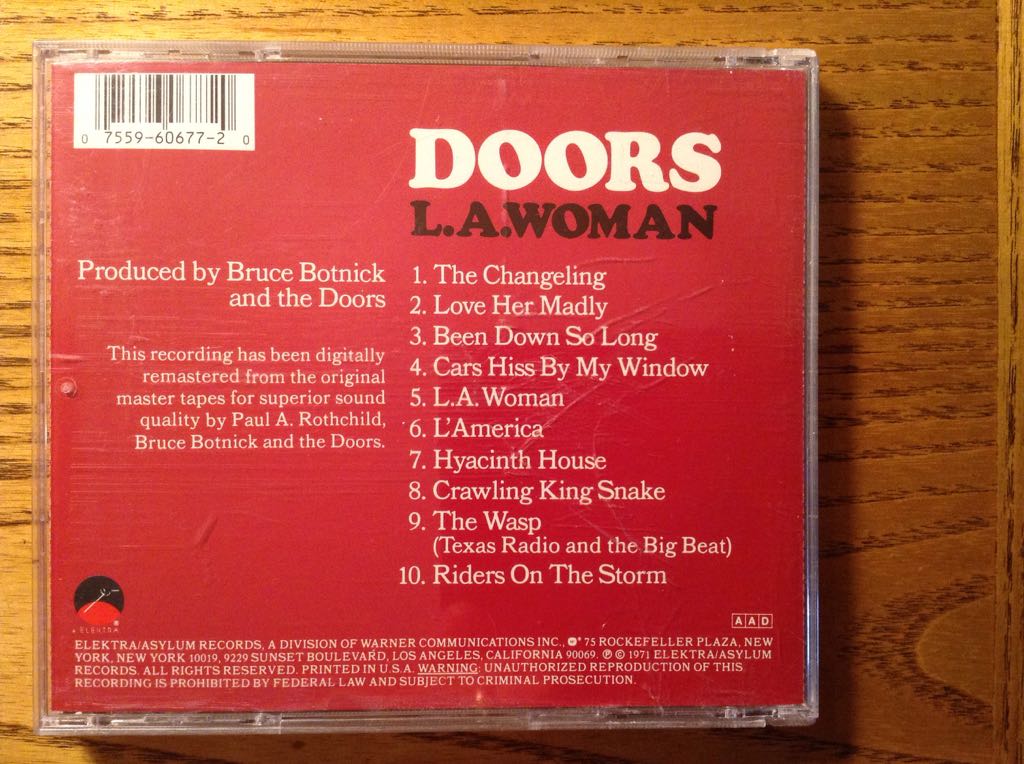 0 7559-60677-2 0
DOORS
L.A.WOMAN
Produced by Bruce Botnick
and the Doors
This recording has been digitally
remastered from the original
master tapes for superior sound
quality by Paul A. Rothchild,
Bruce Botnick and the Doors.
1. The Changeling
2. Love Her Madly
3. Been Down So Long
4. Cars Hiss By My Window
5. L.A. Woman
6. L'America
7. Hyacinth House
8. Crawling King Snake
9. The Wasp
(Texas Radio and the Big Beat)
10. Riders On The Storm
ELEKTRA
AAD
ELEKTRA/ASYLUM RECORDS, A DIVISION OF WARNER COMMUNICATIONS INC., 75 ROCKEFELLER PLAZA, NEW
YORK, NEW YORK 10019, 9229 SUNSET BOULEVARD, LOS ANGELES, CALIFORNIA 90069 ℗ © 1971 ELEKTRA/ASYLUM
RECORDS. ALL RIGHTS RESERVED. PRINTED IN U.S.A. WARNING: UNAUTHORIZED REPRODUCTION OF THIS
RECORDING IS PROHIBITED BY FEDERAL LAW AND SUBJECT TO CRIMINAL PROSECUTION.